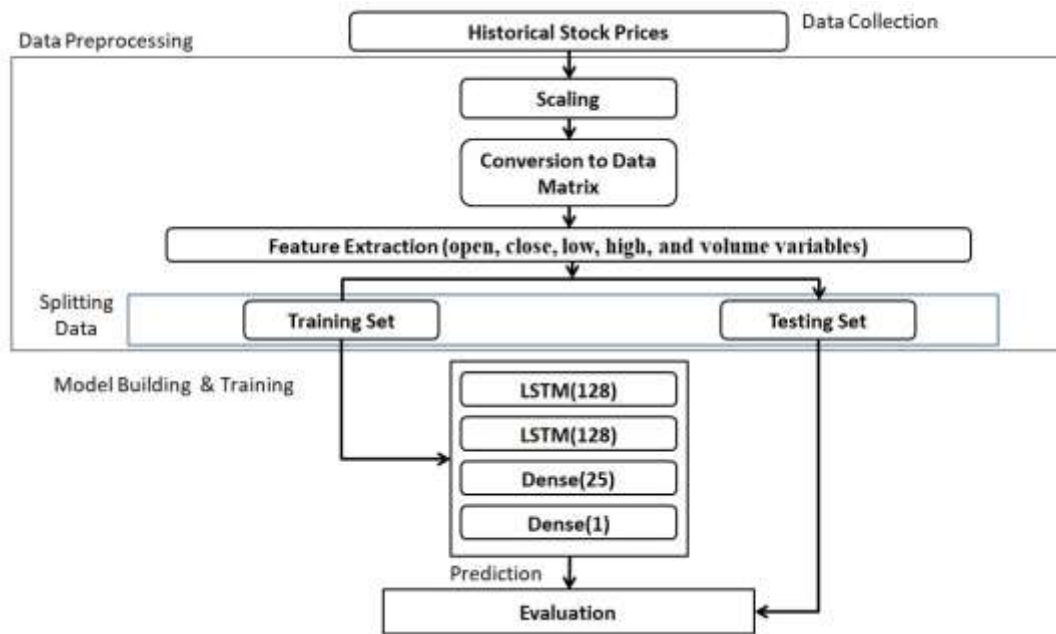 Data Collection
Historical Stock Prices
Data Preprocessing
Scaling
Conversion to Data
Matrix
Feature Extraction (open, close, low, high, and volume variables)
Splitting
Data
Training Set
Testing Set
Model Building & Training
LSTM(128)
LSTM(128)
Dense(25)
Dense(1)
Prediction
Evaluation